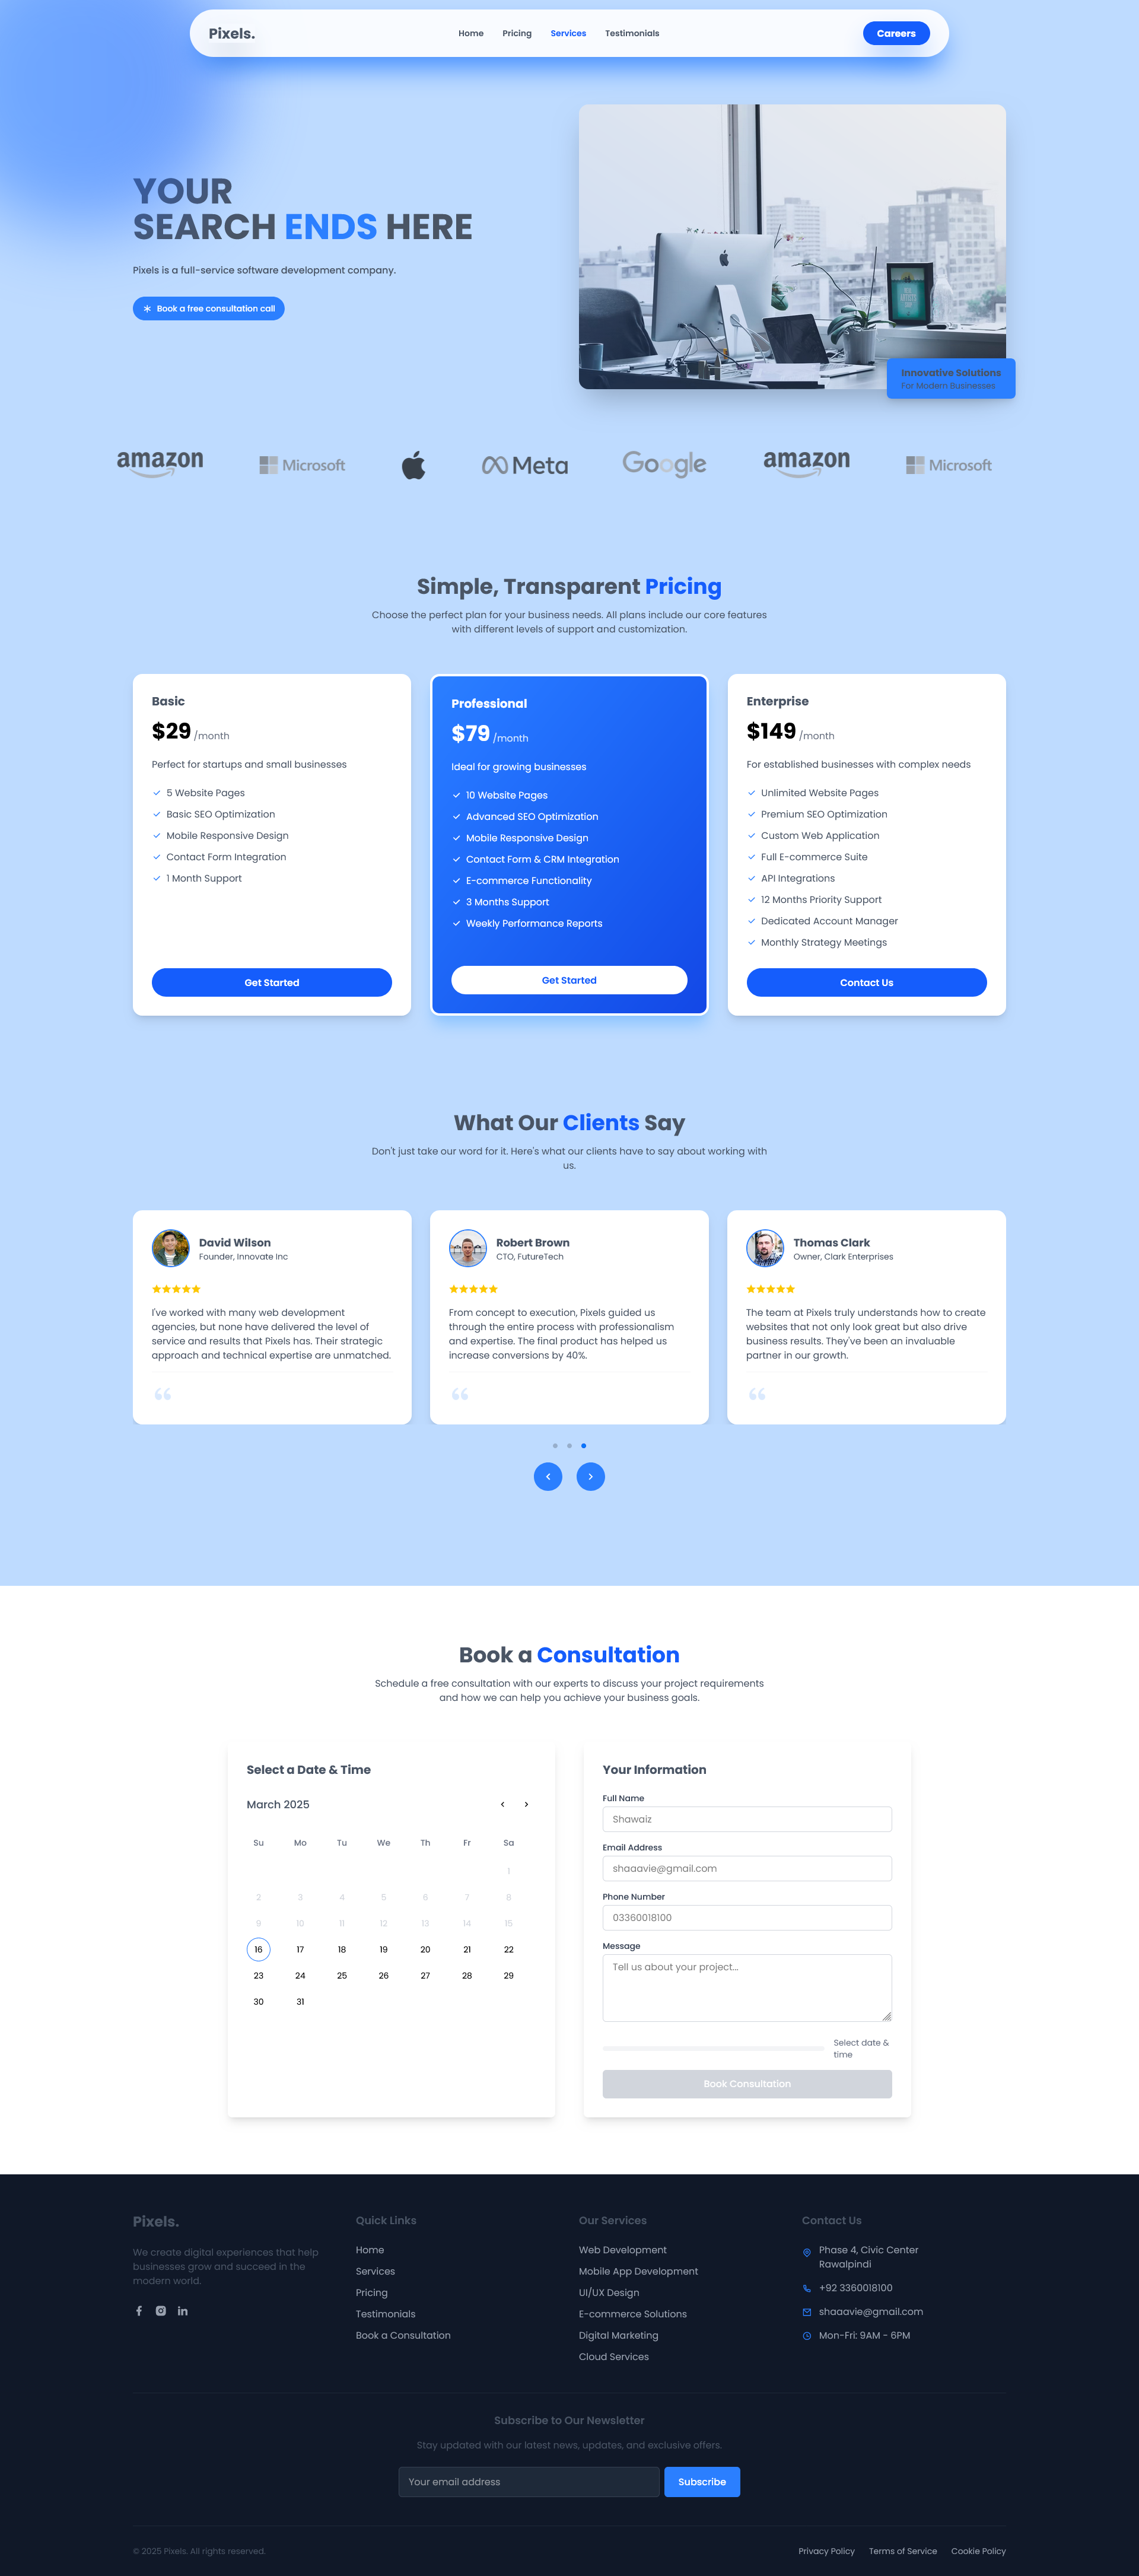 Pixels.
Home
Pricing
Services
Testimonials
Careers
YOUR
SEARCH ENDS HERE
Pixels is a full-service software development company.
Book a free consultation call
Innovative Solutions
For Modern Businesses
amazon
Microsoft
Meta
Google
amazon
Microsoft
Simple, Transparent Pricing
Choose the perfect plan for your business needs. All plans include our core features
with different levels of support and customization.
Basic
$29 /month
Perfect for startups and small businesses
5 Website Pages
Basic SEO Optimization
Mobile Responsive Design
Contact Form Integration
1 Month Support
Get Started
Professional
$79 /month
Ideal for growing businesses
10 Website Pages
Advanced SEO Optimization
Mobile Responsive Design
Contact Form & CRM Integration
E-commerce Functionality
3 Months Support
Weekly Performance Reports
Get Started
Enterprise
$149 /month
For established businesses with complex needs
Unlimited Website Pages
Premium SEO Optimization
Custom Web Application
Full E-commerce Suite
API Integrations
12 Months Priority Support
Dedicated Account Manager
Monthly Strategy Meetings
Contact Us
What Our Clients Say
Don't just take our word for it. Here's what our clients have to say about working with
us.
David Wilson
Founder, Innovate Inc
I've worked with many web development
agencies, but none have delivered the level of
service and results that Pixels has. Their strategic
approach and technical expertise are unmatched.
Robert Brown
CTO, FutureTech
From concept to execution, Pixels guided us
through the entire process with professionalism
and expertise. The final product has helped us
increase conversions by 40%.
Thomas Clark
Owner, Clark Enterprises
The team at Pixels truly understands how to create
websites that not only look great but also drive
business results. They've been an invaluable
partner in our growth.
Book a Consultation
Schedule a free consultation with our experts to discuss your project requirements
and how we can help you achieve your business goals.
Select a Date & Time
March 2025
Su Mo Tu We Th Fr Sa
1
2 3 4 5 6 7 8
9 10 11 12 13 14 15
16 17 18 19 20 21 22
23 24 25 26 27 28 29
30 31
Your Information
Full Name
Shawaiz
Email Address
shaaavie@gmail.com
Phone Number
03360018100
Message
Tell us about your project...
Select date &
time
Book Consultation
Pixels.
We create digital experiences that help
businesses grow and succeed in the
modern world.
Quick Links
Home
Services
Pricing
Testimonials
Book a Consultation
Our Services
Web Development
Mobile App Development
UI/UX Design
E-commerce Solutions
Digital Marketing
Cloud Services
Contact Us
Phase 4, Civic Center
Rawalpindi
+92 3360018100
shaaavie@gmail.com
Mon-Fri: 9AM - 6PM
Subscribe to Our Newsletter
Stay updated with our latest news, updates, and exclusive offers.
Your email address
Subscribe
© 2025 Pixels. All rights reserved.
Privacy Policy
Terms of Service
Cookie Policy